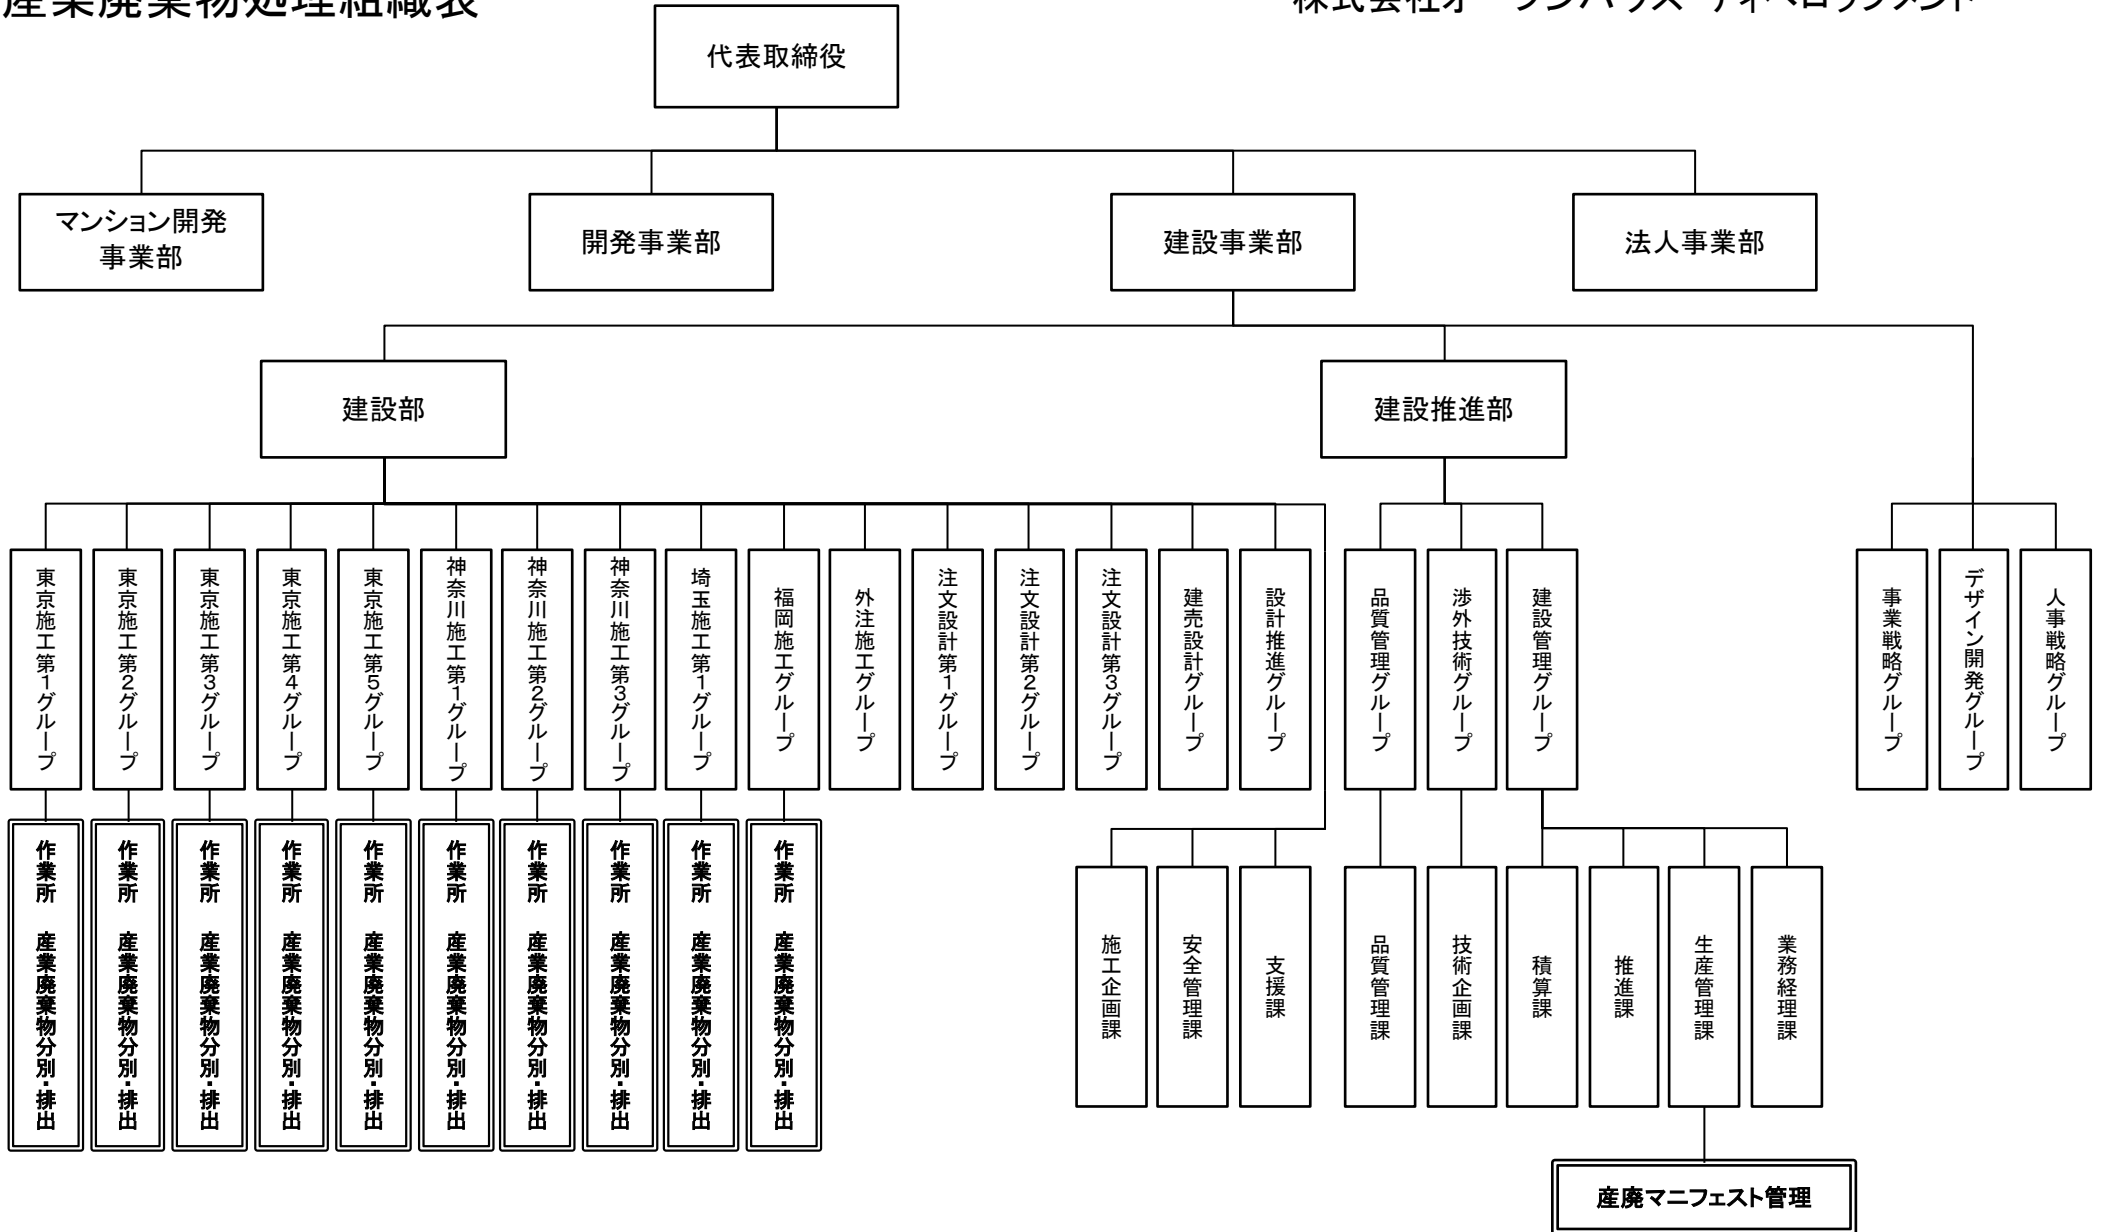 産業廃棄物処理組織表
株式会社オープンハウス・ディベロップメント
代表取締役
マンション開発
事業部
開発事業部
建設事業部
法人事業部
建設部
建設推進部
東京施工第1グループ
東京施工第2グループ
東京施工第3グループ
東京施工第4グループ
東京施工第5グループ
神奈川施工第1グループ
神奈川施工第2グループ
神奈川施工第3グループ
埼玉施工第1グループ
福岡施工グループ
外注施工グループ
注文設計第1グループ
注文設計第2グループ
注文設計第3グループ
建売設計グループ
設計推進グループ
品質管理グループ
渉外技術グループ
建設管理グループ
事業戦略グループ
デザイン開発グループ
人事戦略グループ
作業所 産業廃棄物分別・排出
作業所 産業廃棄物分別・排出
作業所 産業廃棄物分別・排出
作業所 産業廃棄物分別・排出
作業所 産業廃棄物分別・排出
作業所 産業廃棄物分別・排出
作業所 産業廃棄物分別・排出
作業所 産業廃棄物分別・排出
作業所 産業廃棄物分別・排出
作業所 産業廃棄物分別・排出
施工企画課
安全管理課
支援課
品質管理課
技術企画課
積算課
推進課
生産管理課
業務経理課
産廃マニフェスト管理